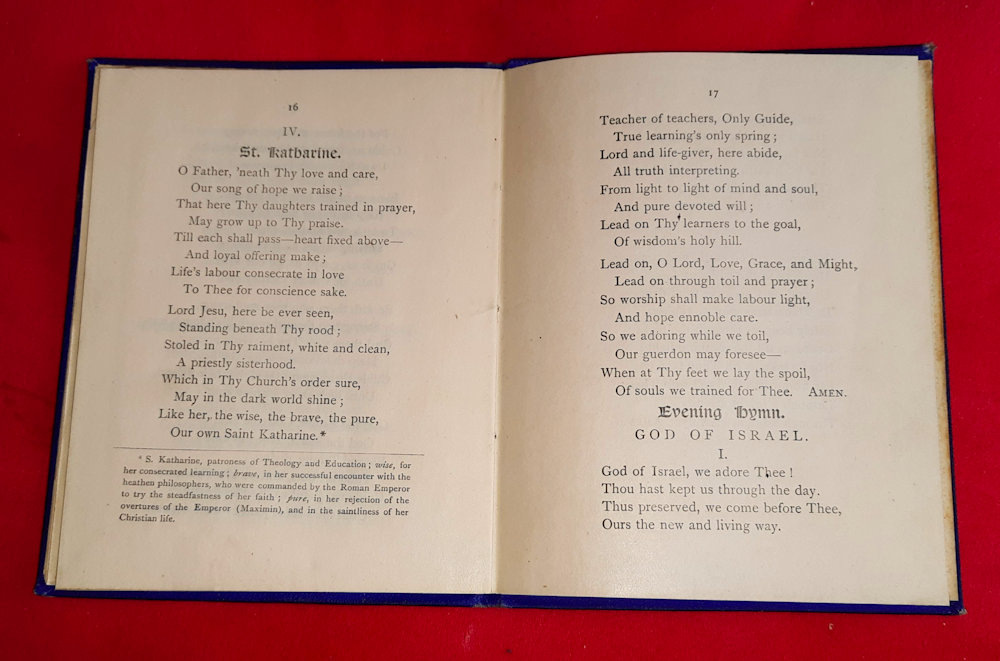 16
IV.
St. Katharine.
O Father, 'neath Thy love and care,
Our song of hope we raise;
That here Thy daughters trained in prayer,
May grow up to Thy praise.
Till each shall pass—heart fixed above—
And loyal offering make;
Life's labour consecrate in love
To Thee for conscience sake.
Lord Jesu, here be ever seen,
Standing beneath Thy rood;
Stoled in Thy raiment, white and clean,
A priestly sisterhood.
Which in Thy Church's order sure,
May in the dark world shine;
Like her, the wise, the brave, the pure,
Our own Saint Katharine.*
* S. Katharine, patroness of Theology and Education; wise, for
her consecrated learning; brave, in her successful encounter with the
heathen philosophers, who were commanded by the Roman Emperor
to try the steadfastness of her faith; pure, in her rejection of the
overtures of the Emperor (Maximin), and in the saintliness of her
Christian life.
17
Teacher of teachers, Only Guide,
True learning's only spring;
Lord and life-giver, here abide,
All truth interpreting.
From light to light of mind and soul,
And pure devoted will;
Lead on Thy learners to the goal,
Of wisdom's holy hill.
Lead on, O Lord, Love, Grace, and Might,
Lead on through toil and prayer;
So worship shall make labour light,
And hope ennoble care.
So we adoring while we toil,
Our guerdon may foresee—
When at Thy feet we lay the spoil,
Of souls we trained for Thee. AMEN.
Evening Hymn.
GOD OF ISRAEL.
I.
God of Israel, we adore Thee!
Thou hast kept us through the day.
Thus preserved, we come before Thee,
Ours the new and living way.